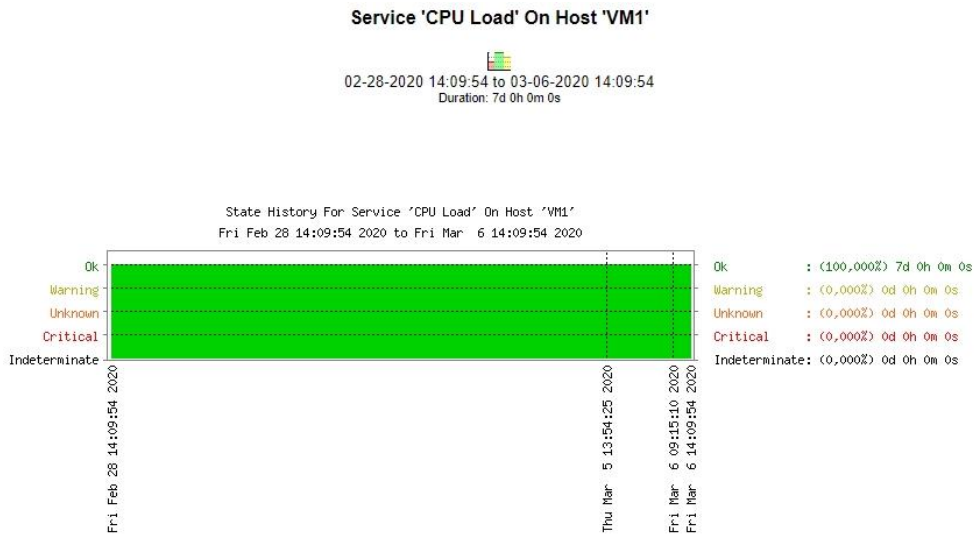 Service 'CPU Load' On Host 'VM1'
02-28-2020 14:09:54 to 03-06-2020 14:09:54
Duration: 7d 0h 0m 0s
State History For Service 'CPU Load' On Host 'VM1'
Fri Feb 28 14:09:54 2020 to Fri Mar  6 14:09:54 2020
Ok
Warning
Unknown
Critical
Indeterminate
Ok : (100,000%) 7d 0h 0m 0s
Warning : (0,000%) 0d 0h 0m 0s
Unknown : (0,000%) 0d 0h 0m 0s
Critical : (0,000%) 0d 0h 0m 0s
Indeterminate: (0,000%) 0d 0h 0m 0s
Fri Feb 28 14:09:54 2020
Thu Mar  5 13:54:25 2020
Fri Mar  6 09:15:10 2020
Fri Mar  6 14:09:54 2020